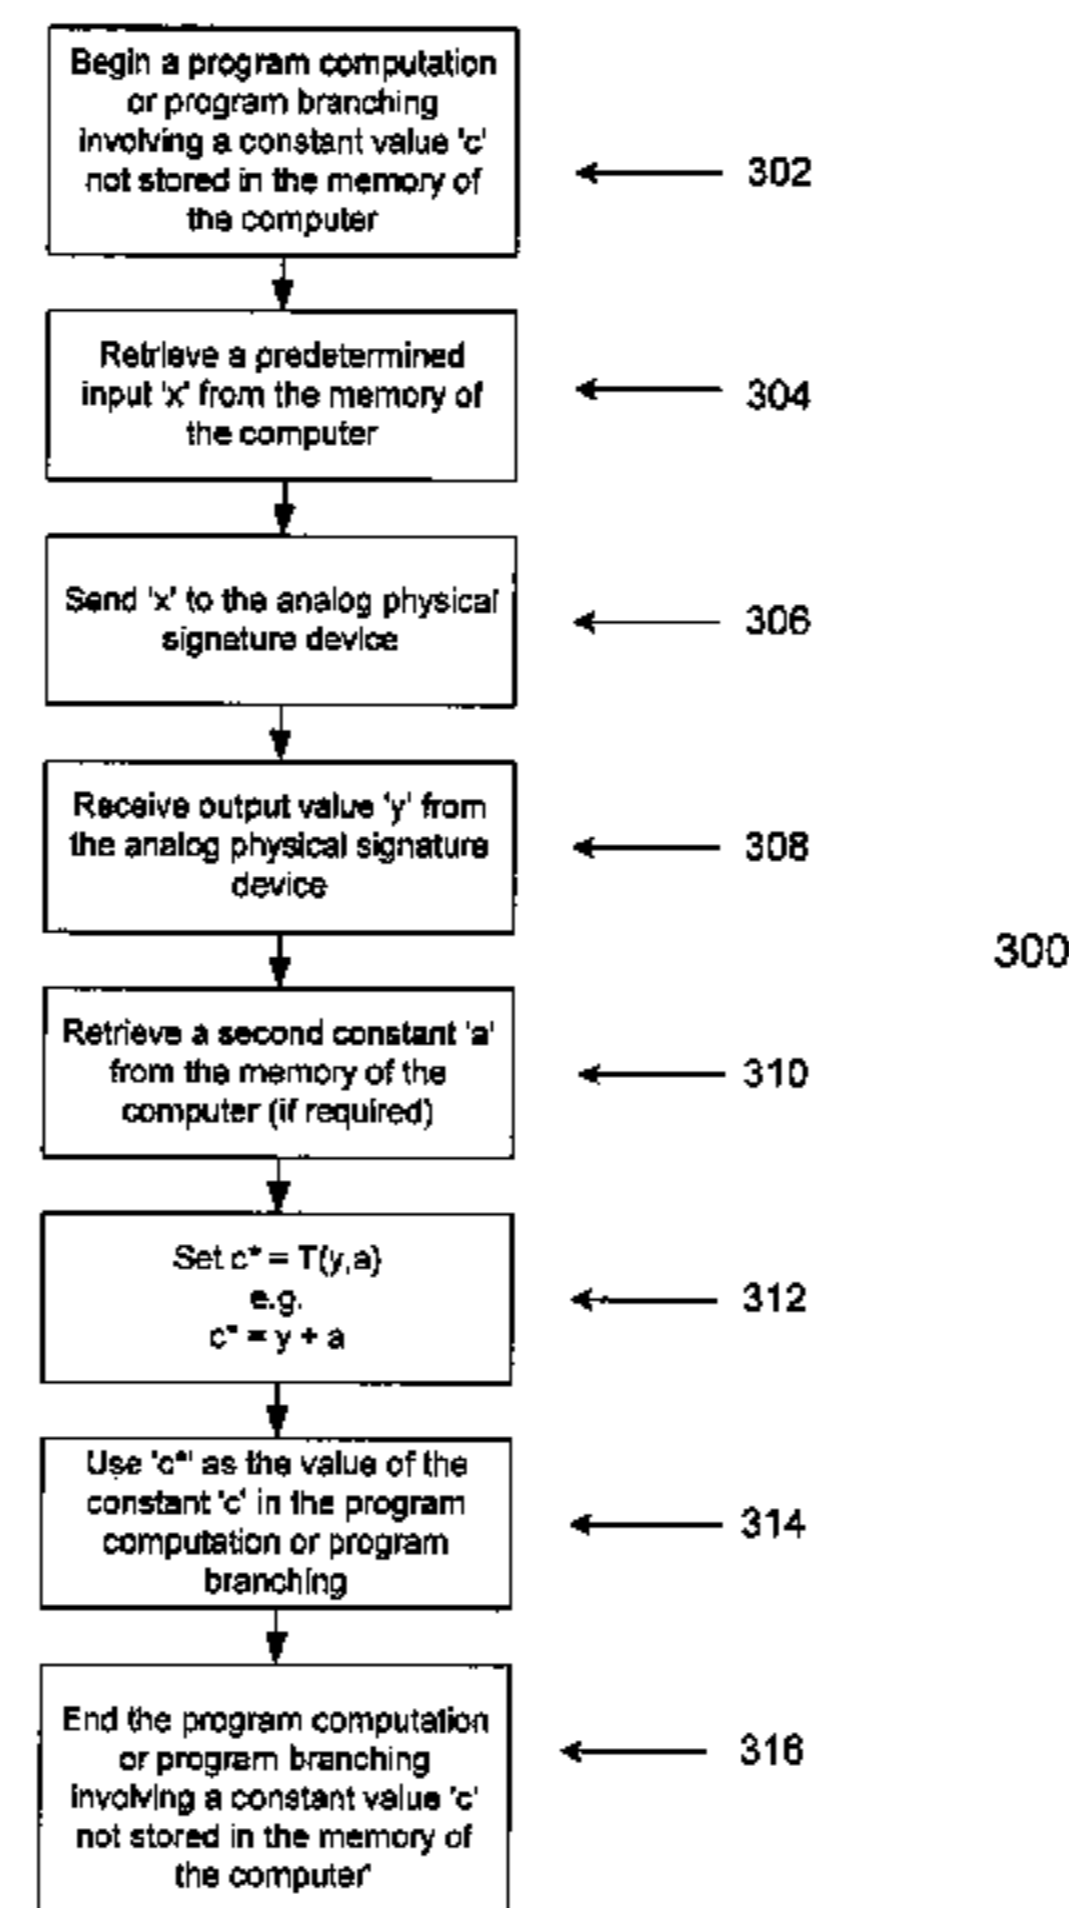 Begin a program computation
or program branching
involving a constant value 'c'
not stored in the memory of
the computer
302
Retrieve a predetermined
input 'x' from the memory of
the computer
304
Send 'x' to the analog physical
signature device
306
Receive output value 'y' from
the analog physical signature
device
308
300
Retrieve a second constant 'a'
from the memory of the
computer (if required)
310
Set c* = T(y,a)
e.g.
c* = y + a
312
Use 'c*' as the value of the
constant 'c' in the program
computation or program
branching
314
End the program computation
or program branching
involving a constant value 'c'
not stored in the memory of
the computer
316